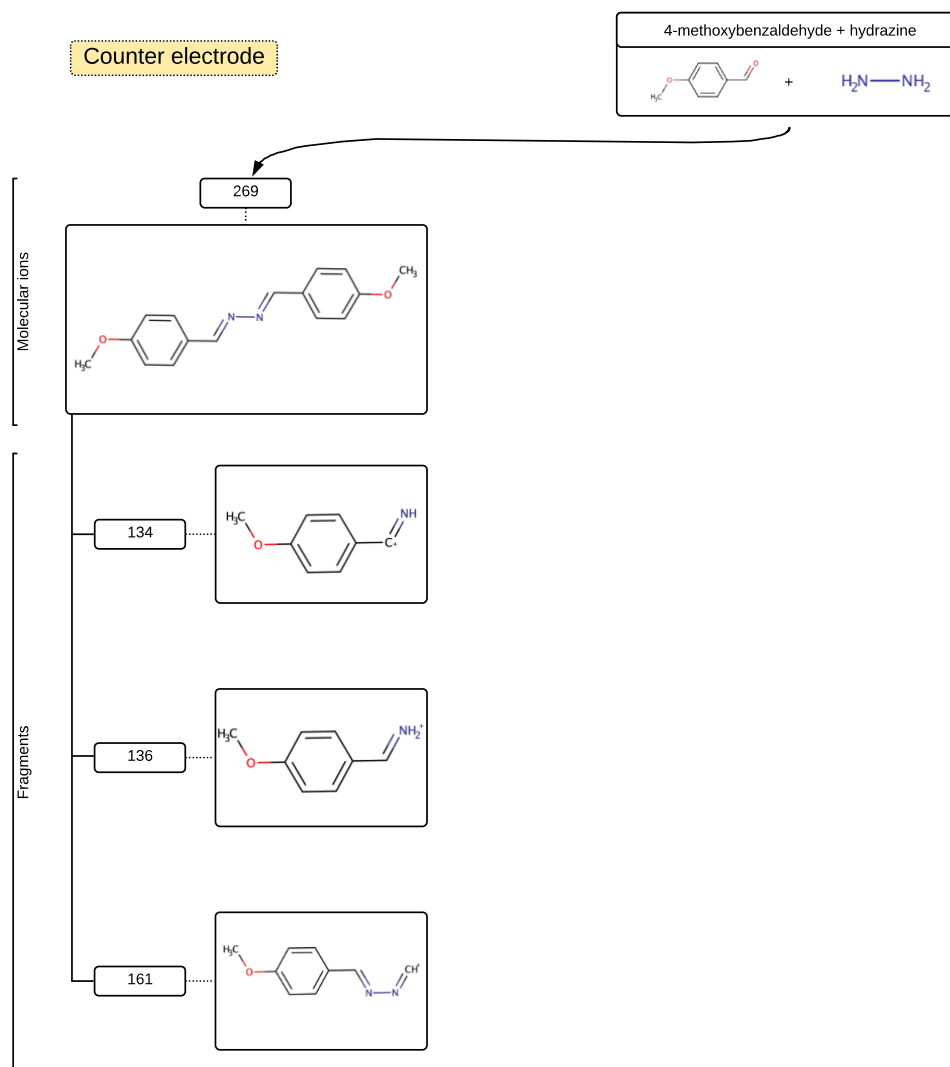 4-methoxybenzaldehyde + hydrazine
Counter electrode
O
H₃C
O
+
H₂N NH₂
269
Molecular ions
CH₃
O
N
N
O
H₃C
Fragments
134
H₃C
NH
O
C⁺
136
H₃C
NH₂⁺
O
161
H₃C
O
CH⁺
N
N